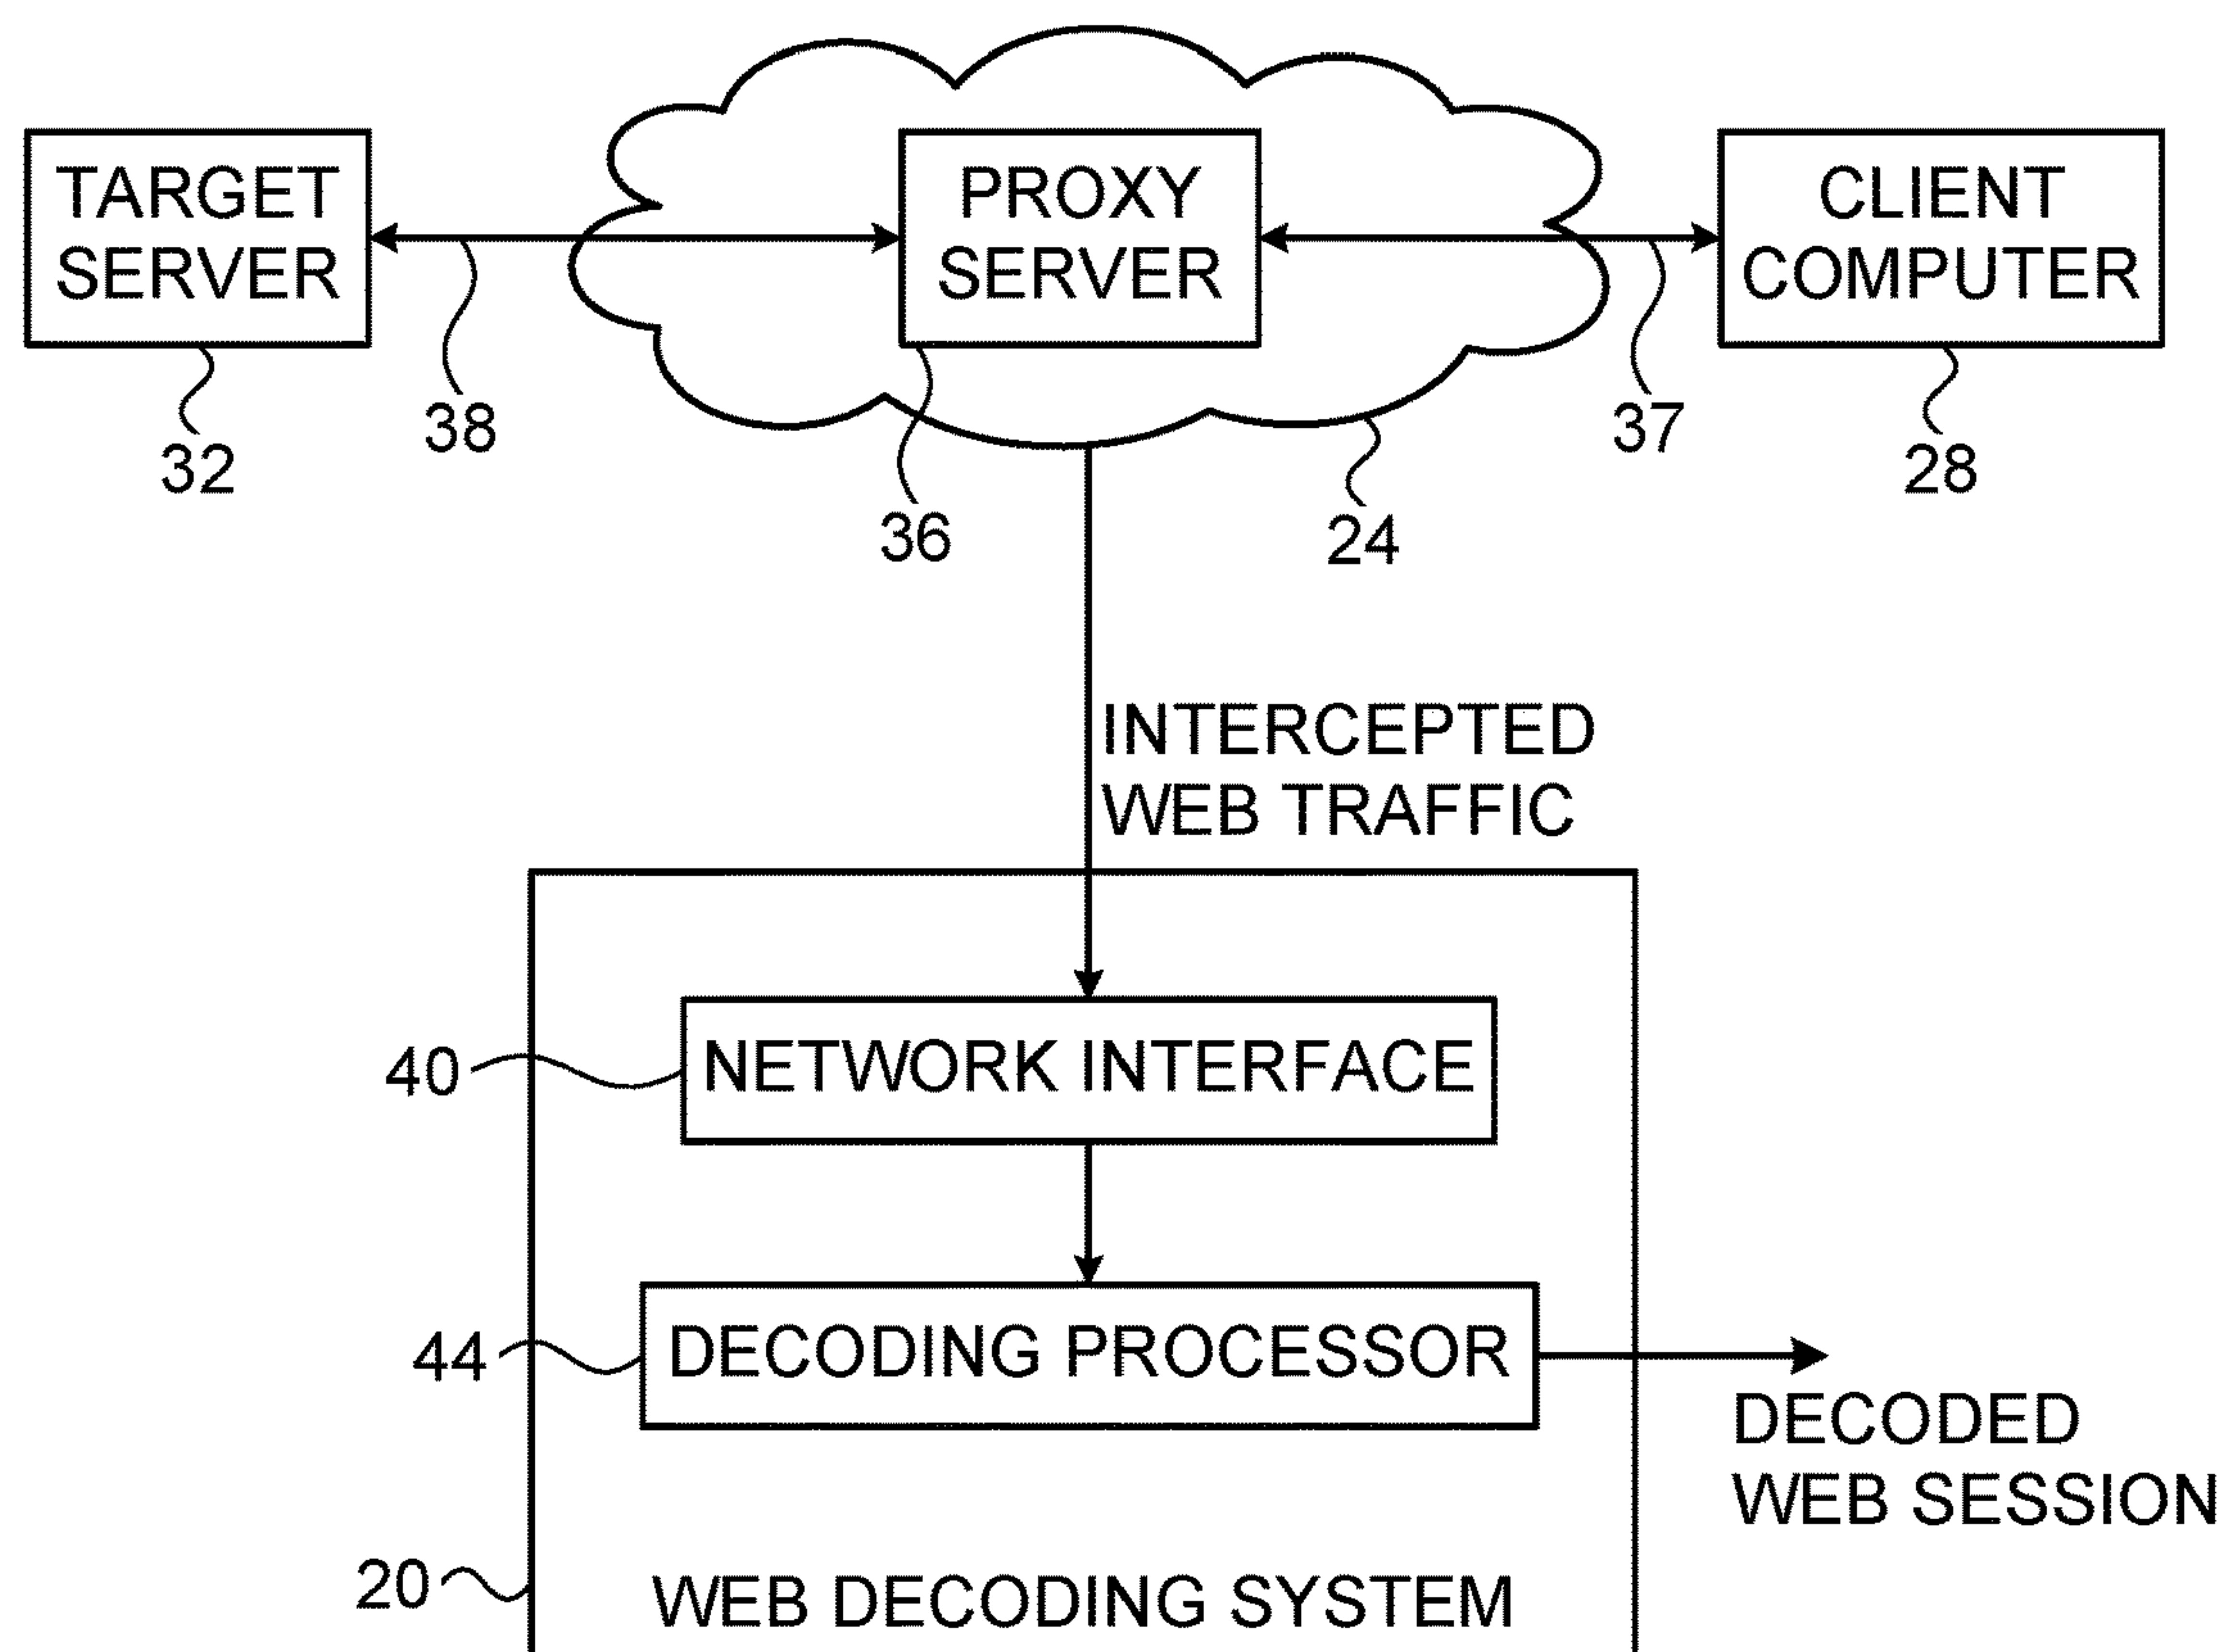 TARGET
SERVER
PROXY
SERVER
CLIENT
COMPUTER
38
37
32
28
36
24
INTERCEPTED
WEB TRAFFIC
40
NETWORK INTERFACE
44
DECODING PROCESSOR
DECODED
WEB SESSION
20
WEB DECODING SYSTEM